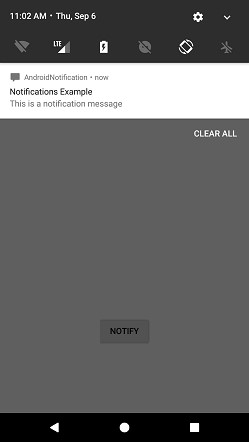 11:02 AM • Thu, Sep 6
LTE
AndroidNotification • now
Notifications Example
This is a notification message
CLEAR ALL
NOTIFY